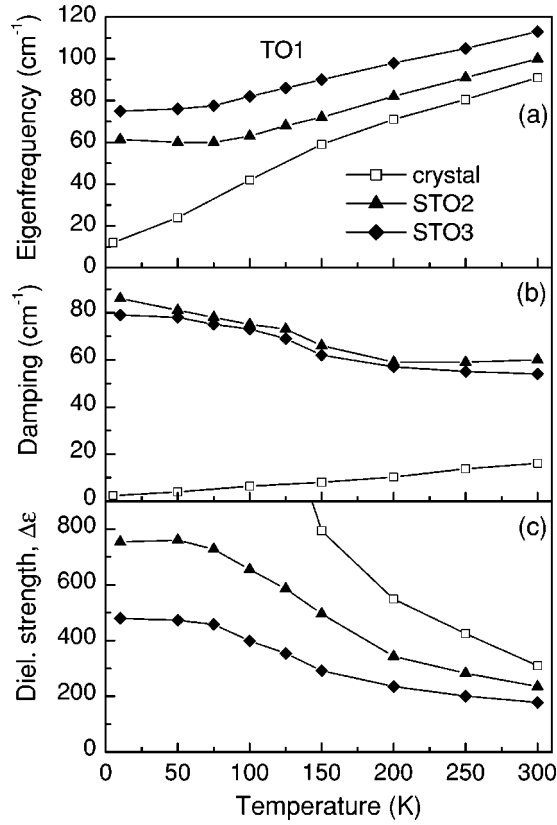 TO1
(a)
crystal
STO2
STO3
Eigenfrequency (cm-1)
120
100
80
60
40
20
0
(b)
Damping (cm-1)
80
60
40
20
0
(c)
Diel. strength, Δε
800
600
400
200
0
0 50 100 150 200 250 300
Temperature (K)